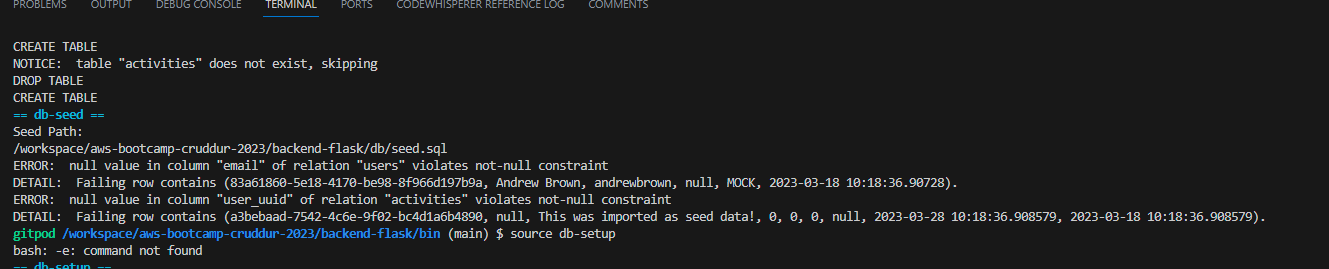 PROBLEMS OUTPUT DEBUG CONSOLE TERMINAL PORTS CODEWHISPERER REFERENCE LOG COMMENTS
CREATE TABLE
NOTICE:  table "activities" does not exist, skipping
DROP TABLE
CREATE TABLE
== db-seed ==
Seed Path:
/workspace/aws-bootcamp-cruddur-2023/backend-flask/db/seed.sql
ERROR:  null value in column "email" of relation "users" violates not-null constraint
DETAIL:  Failing row contains (83a61860-5e18-4170-be98-8f966d197b9a, Andrew Brown, andrewbrown, null, MOCK, 2023-03-18 10:18:36.90728).
ERROR:  null value in column "user_uuid" of relation "activities" violates not-null constraint
DETAIL:  Failing row contains (a3bebaad-7542-4c6e-9f02-bc4d1a6b4890, null, This was imported as seed data!, 0, 0, 0, null, 2023-03-28 10:18:36.908579, 2023-03-18 10:18:36.908579).
gitpod /workspace/aws-bootcamp-cruddur-2023/backend-flask/bin (main) $ source db-setup
bash: -e: command not found
== db-setup ==